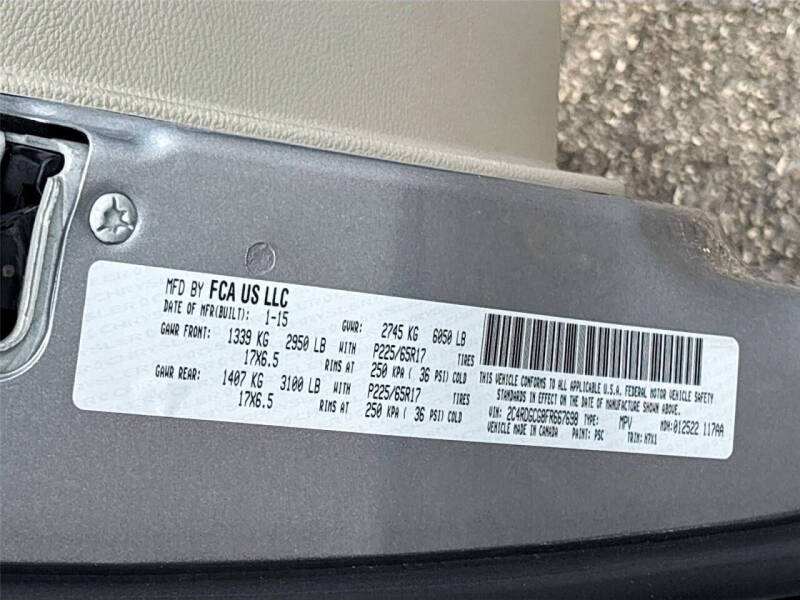 MFD BY FCA US LLC
DATE OF MFR(BUILT): 1-15 GVWR: 2745 KG 6050 LB
GAWR FRONT: 1339 KG 2950 LB WITH P225/65R17 TIRES
17X6.5 RIMS AT 250 KPA ( 36 PSI) COLD
GAWR REAR: 1407 KG 3100 LB WITH P225/65R17 TIRES
17X6.5 RIMS AT 250 KPA ( 36 PSI) COLD
THIS VEHICLE CONFORMS TO ALL APPLICABLE U.S.A. FEDERAL MOTOR VEHICLE SAFETY
STANDARDS IN EFFECT ON THE DATE OF MANUFACTURE SHOWN ABOVE.
VIN: 2C4RDGCG8FR667698 TYPE: MPV MDH: 012522 117AA
VEHICLE MADE IN CANADA PAINT: PSC TRIM: H7X1